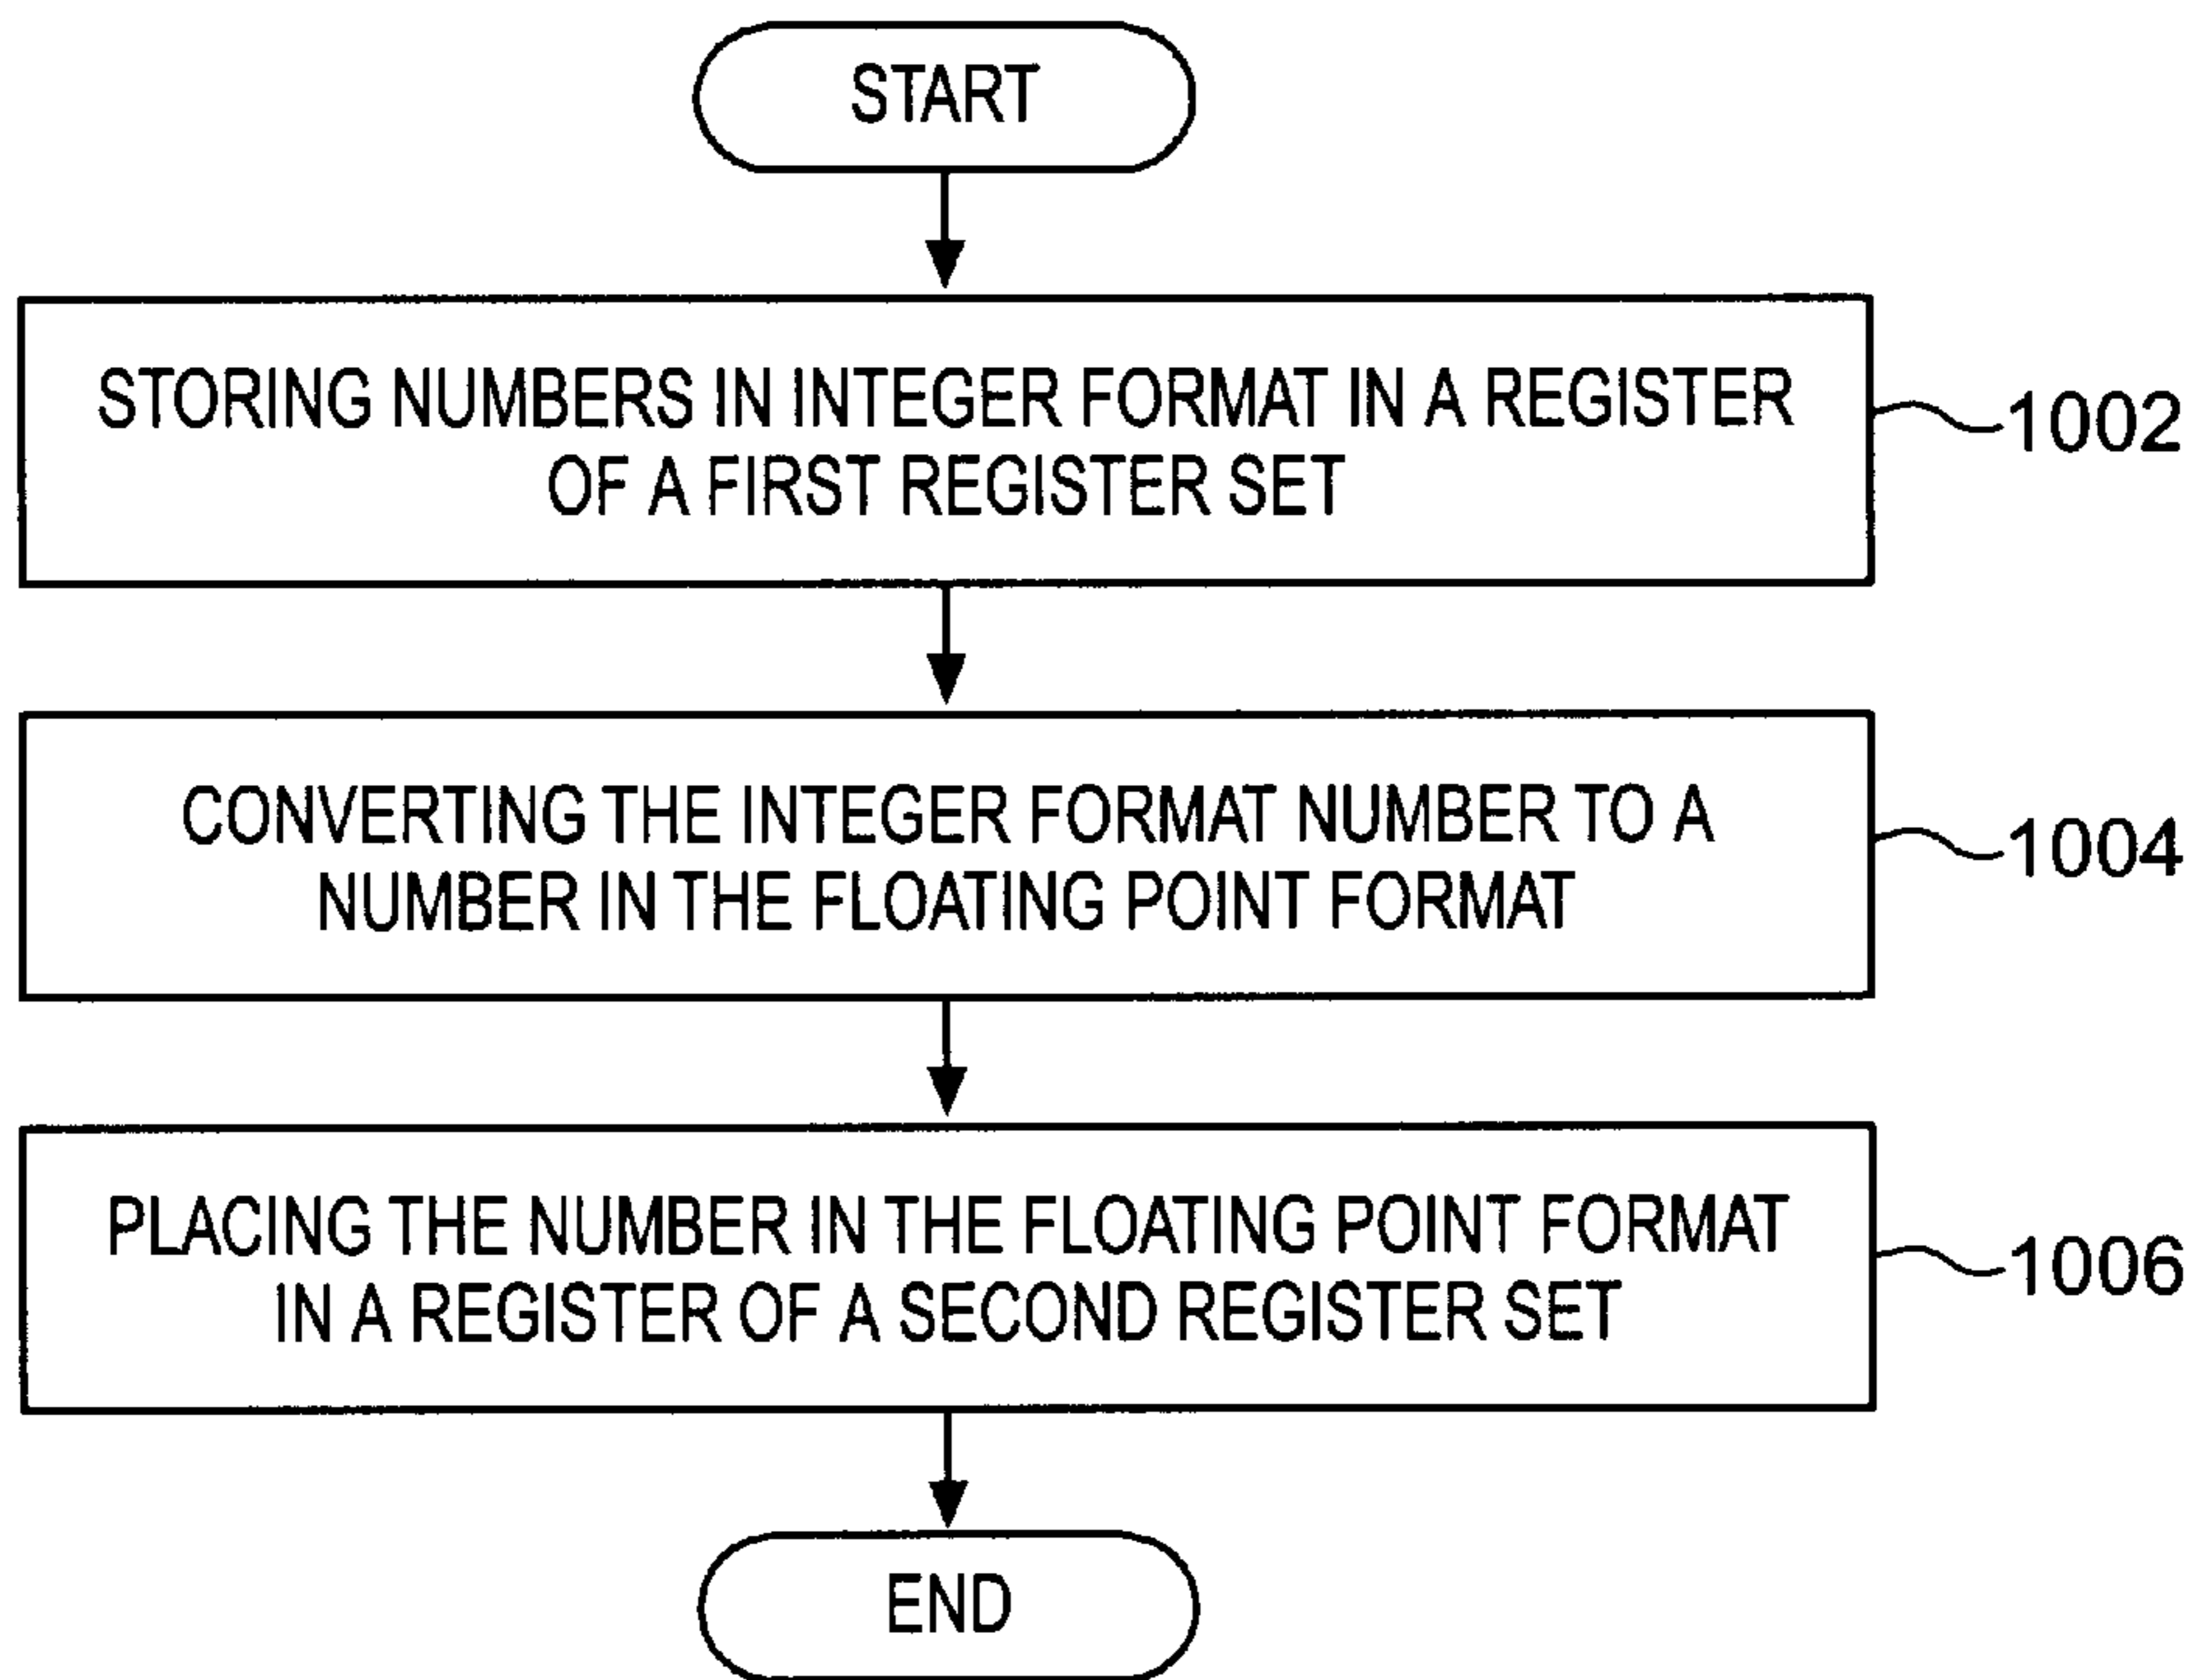 START
STORING NUMBERS IN INTEGER FORMAT IN A REGISTER
OF A FIRST REGISTER SET
1002
CONVERTING THE INTEGER FORMAT NUMBER TO A
NUMBER IN THE FLOATING POINT FORMAT
1004
PLACING THE NUMBER IN THE FLOATING POINT FORMAT
IN A REGISTER OF A SECOND REGISTER SET
1006
END